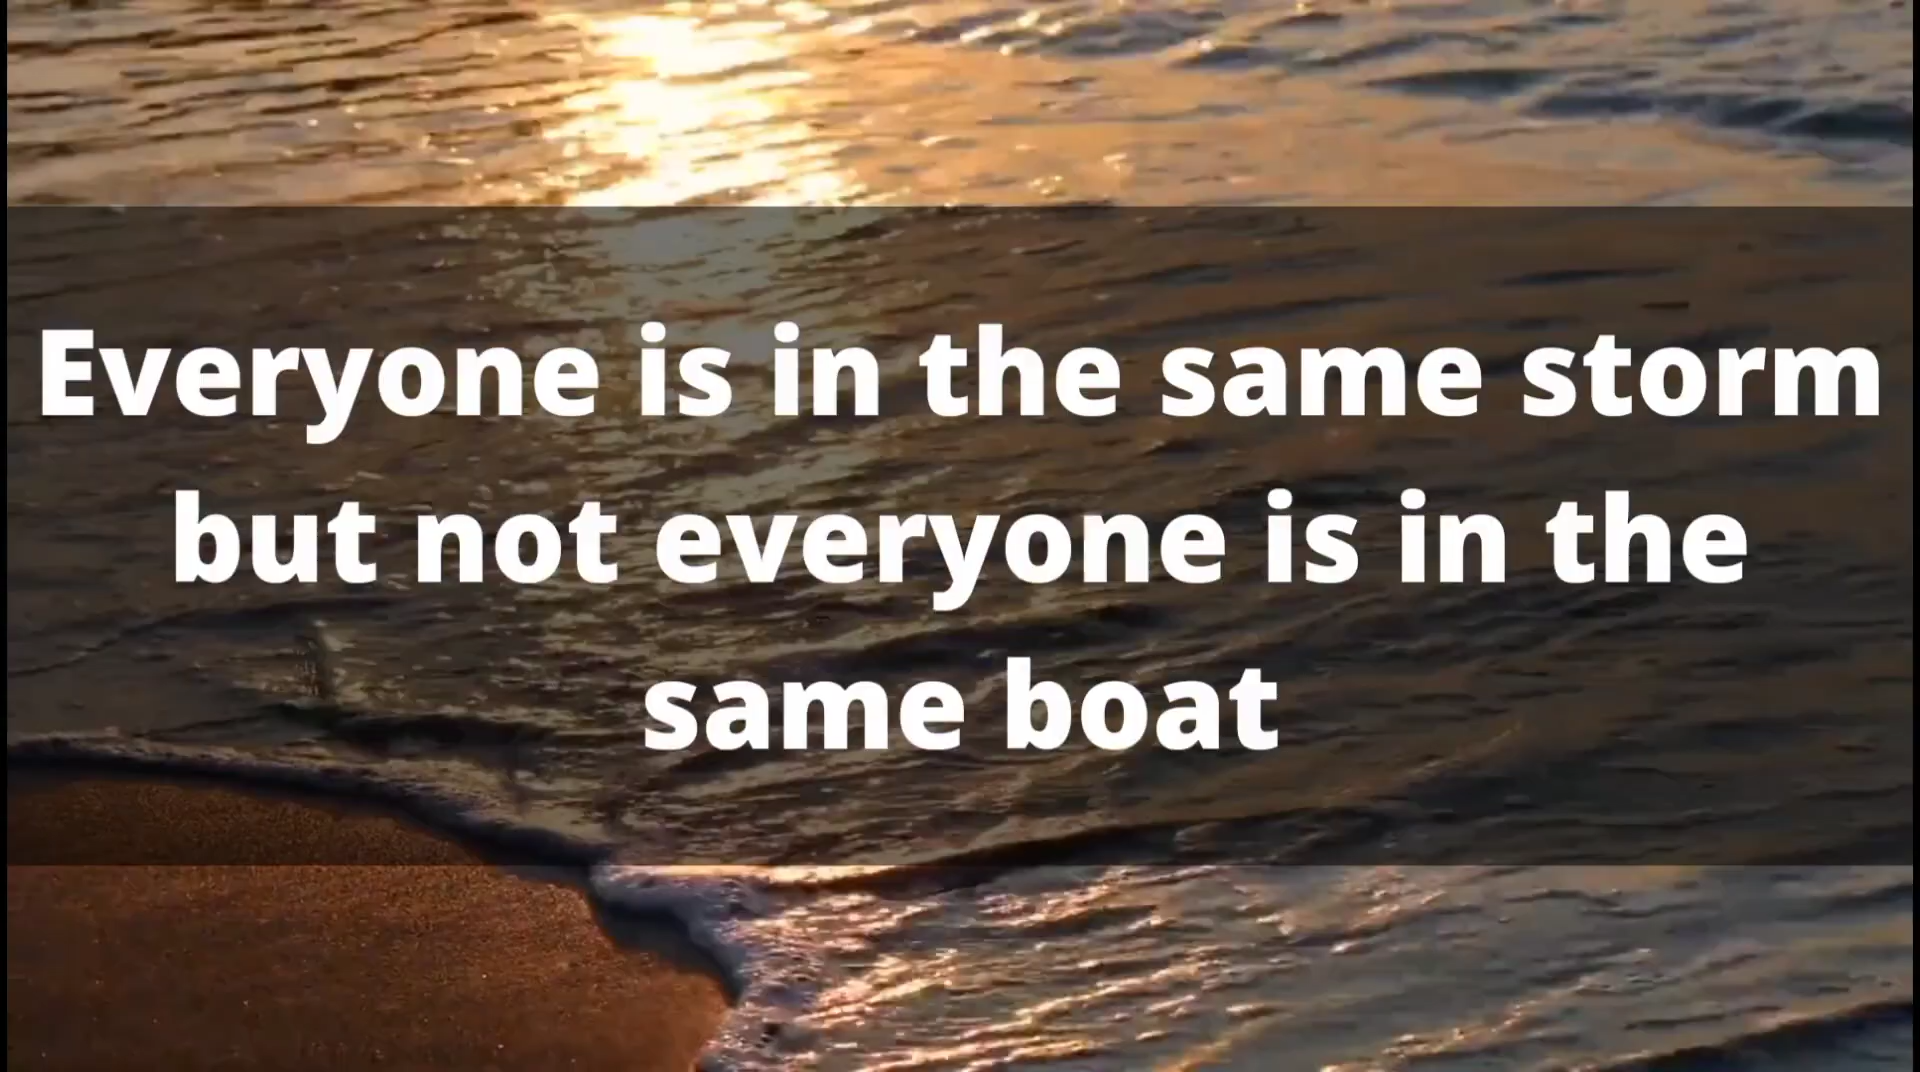 Everyone is in the same storm
but not everyone is in the
same boat